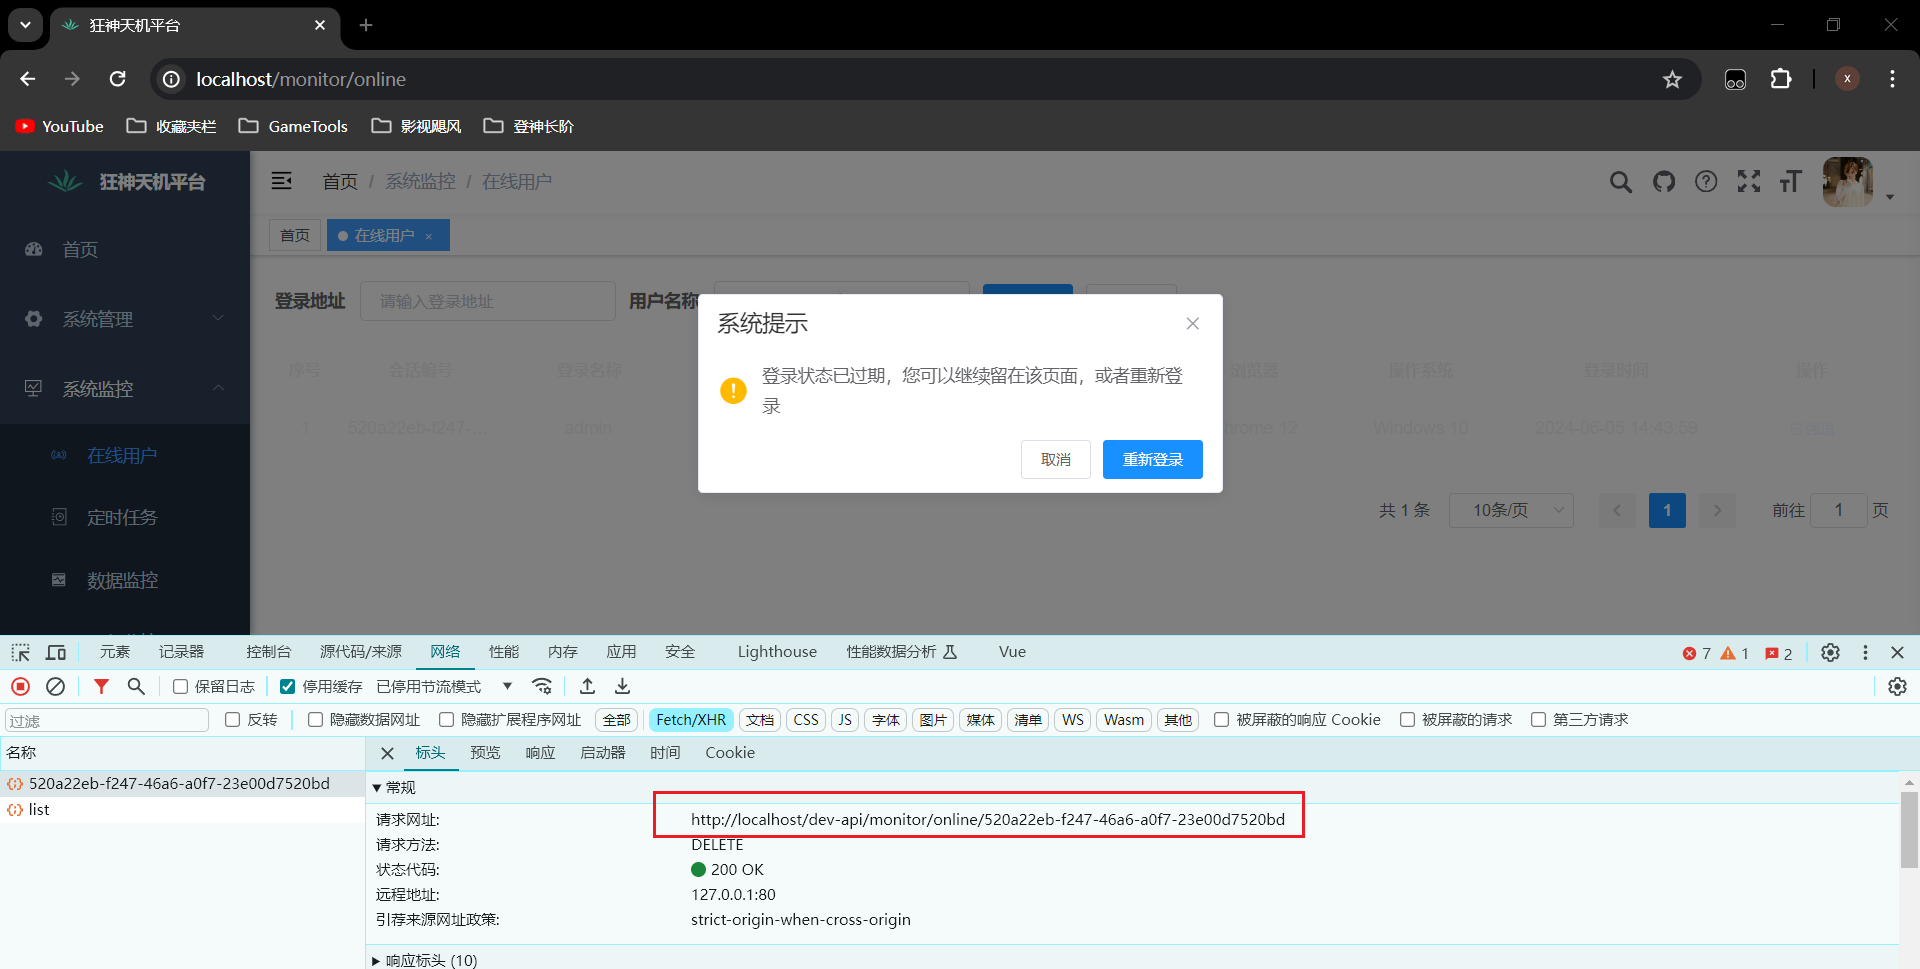 狂神天机平台
localhost/monitor/online
YouTube 收藏夹栏 GameTools 影视飓风 登神长阶
狂神天机平台
首页 / 系统监控 / 在线用户
首页 在线用户 ×
首页
系统管理
系统监控
在线用户
定时任务
数据监控
登录地址 请输入登录地址 用户名称
序号 会话编号 登录名称 浏览器 操作系统 登录时间 操作
1 520a22eb-f247-... admin hrome 12 Windows 10 2024-06-05 14:43:59
系统提示
登录状态已过期，您可以继续留在该页面，或者重新登
录
取消 重新登录
共 1 条 10条/页 1 前往 1 页
元素 记录器 控制台 源代码/来源 网络 性能 内存 应用 安全 Lighthouse 性能数据分析 Vue 7 1 2
保留日志 停用缓存 已停用节流模式
过滤 反转 隐藏数据网址 隐藏扩展程序网址 全部 Fetch/XHR 文档 CSS JS 字体 图片 媒体 清单 WS Wasm 其他 被屏蔽的响应 Cookie 被屏蔽的请求 第三方请求
名称 标头 预览 响应 启动器 时间 Cookie
520a22eb-f247-46a6-a0f7-23e00d7520bd
list
常规
请求网址: http://localhost/dev-api/monitor/online/520a22eb-f247-46a6-a0f7-23e00d7520bd
请求方法: DELETE
状态代码: 200 OK
远程地址: 127.0.0.1:80
引荐来源网址政策: strict-origin-when-cross-origin
响应标头 (10)